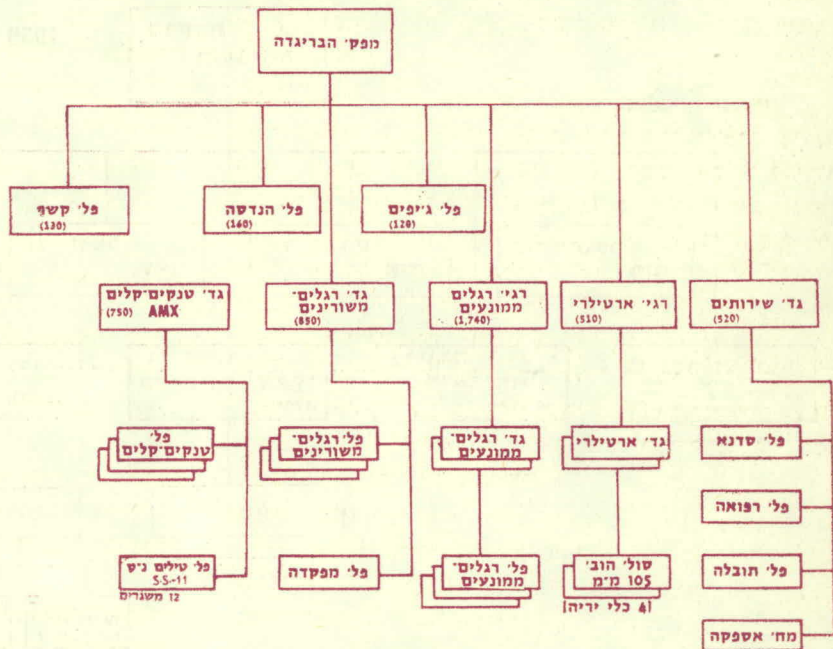 מפק׳ הבריגדה
פל׳ ג׳יפים
(120)
פל׳ הנדסה
(160)
פל׳ קשר
(130)
גד׳ שירותים
(520)
רגי׳ ארטילרי
(510)
רגי׳ רגלים
ממונעים
(1,740)
גד׳ רגלים־
משורינים
(850)
גד׳ טנקים־קלים
(750) AMX
פל׳ סדנא
גד׳ ארטילרי
גד׳ רגלים־
ממונעים
פל׳ רגלים־
משורינים
פל׳
טנקים־קלים
פל׳ רפואה
פל׳ תובלה
סול׳ הוב׳
105 מ״מ
[4 כלי יריה]
פל׳ רגלים־
ממונעים
פל׳ מפקדה
פל׳ טילים נ״ט
S.S.-11
12 משגרים
מח׳ אספקה